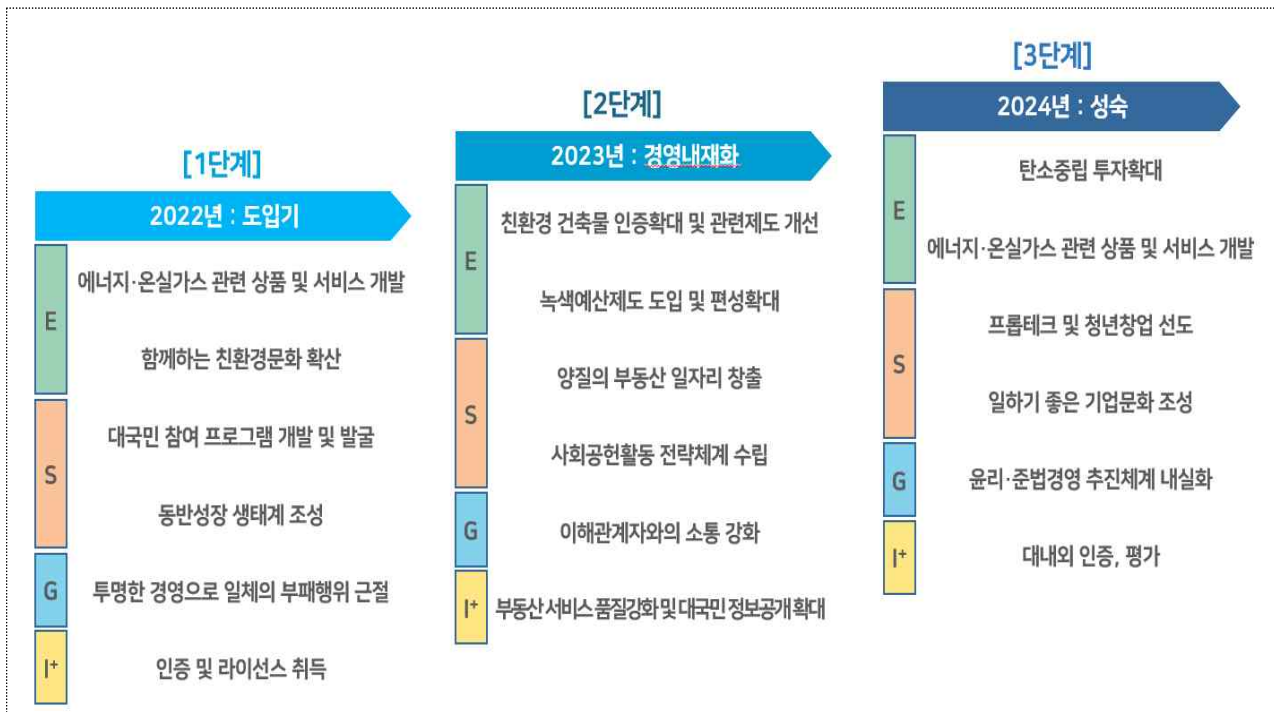 [1단계]
2022년 : 도입기
E
에너지·온실가스 관련 상품 및 서비스 개발
함께하는 친환경문화 확산
S
대국민 참여 프로그램 개발 및 발굴
동반성장 생태계 조성
G
투명한 경영으로 일체의 부패행위 근절
I+
인증 및 라이선스 취득
[2단계]
2023년 : 경영내재화
E
친환경 건축물 인증확대 및 관련제도 개선
녹색예산제도 도입 및 편성확대
S
양질의 부동산 일자리 창출
사회공헌활동 전략체계 수립
G
이해관계자와의 소통 강화
I+
부동산 서비스 품질강화 및 대국민 정보공개 확대
[3단계]
2024년 : 성숙
E
탄소중립 투자확대
에너지·온실가스 관련 상품 및 서비스 개발
S
프롭테크 및 청년창업 선도
일하기 좋은 기업문화 조성
G
윤리·준법경영 추진체계 내실화
I+
대내외 인증, 평가